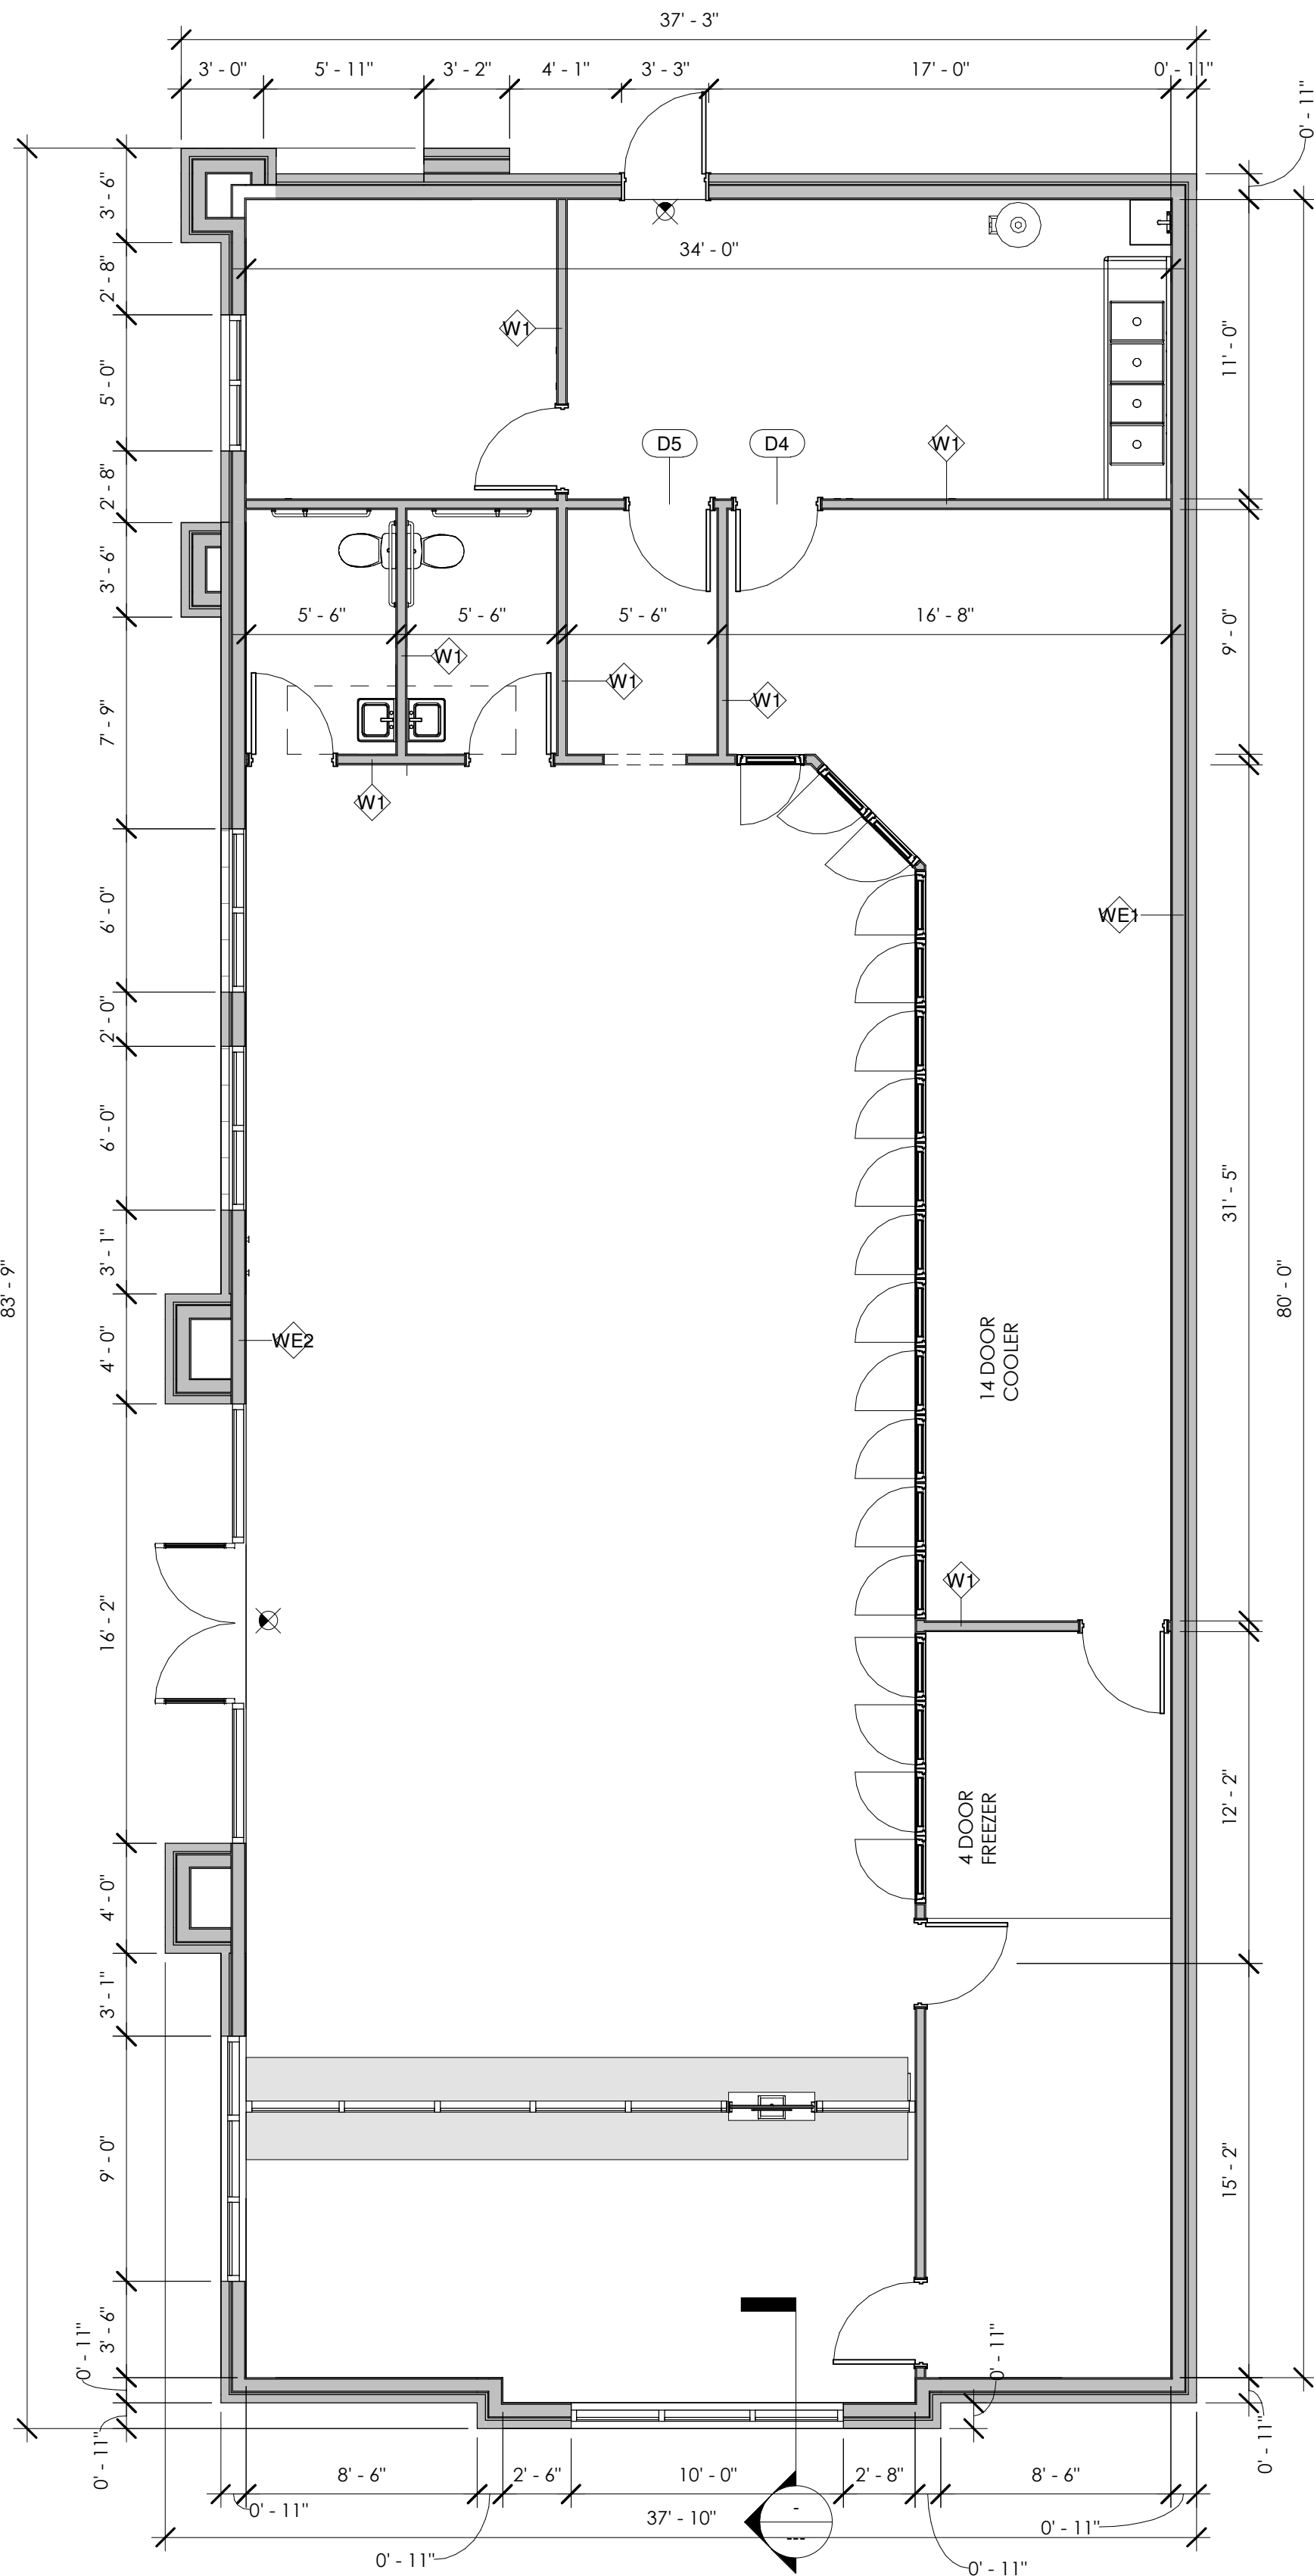 37' - 3"
3' - 0"
5' - 11"
3' - 2"
4' - 1"
3' - 3"
17' - 0"
0' - 11"
0' - 11"
3' - 6"
2' - 8"
5' - 0"
2' - 8"
3' - 6"
7' - 9"
6' - 0"
2' - 0"
6' - 0"
3' - 1"
4' - 0"
16' - 2"
4' - 0"
3' - 1"
9' - 0"
3' - 6"
0' - 11"
0' - 11"
83' - 9"
34' - 0"
W1
D5
D4
W1
5' - 6"
5' - 6"
5' - 6"
16' - 8"
W1
W1
W1
W1
WE1
WE2
14 DOOR
COOLER
W1
4 DOOR
FREEZER
11' - 0"
9' - 0"
31' - 5"
80' - 0"
12' - 2"
15' - 2"
0' - 11"
0' - 11"
8' - 6"
2' - 6"
10' - 0"
2' - 8"
8' - 6"
0' - 11"
37' - 10"
-
---
0' - 11"
0' - 11"
0' - 11"